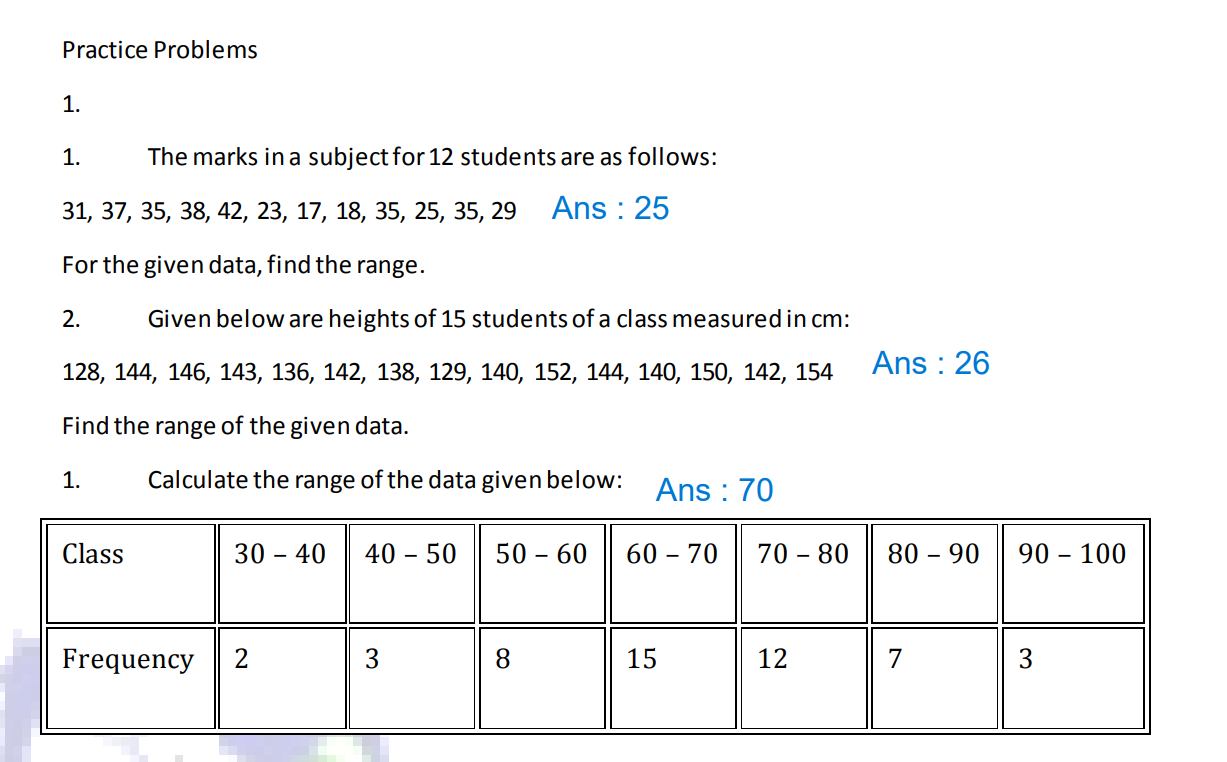 Practice Problems
1.
1. The marks in a subject for 12 students are as follows:
31, 37, 35, 38, 42, 23, 17, 18, 35, 25, 35, 29 Ans : 25
For the given data, find the range.
2. Given below are heights of 15 students of a class measured in cm:
128, 144, 146, 143, 136, 142, 138, 129, 140, 152, 144, 140, 150, 142, 154 Ans : 26
Find the range of the given data.
1. Calculate the range of the data given below: Ans : 70
Class 30 – 40 40 – 50 50 – 60 60 – 70 70 – 80 80 – 90 90 – 100
Frequency 2 3 8 15 12 7 3